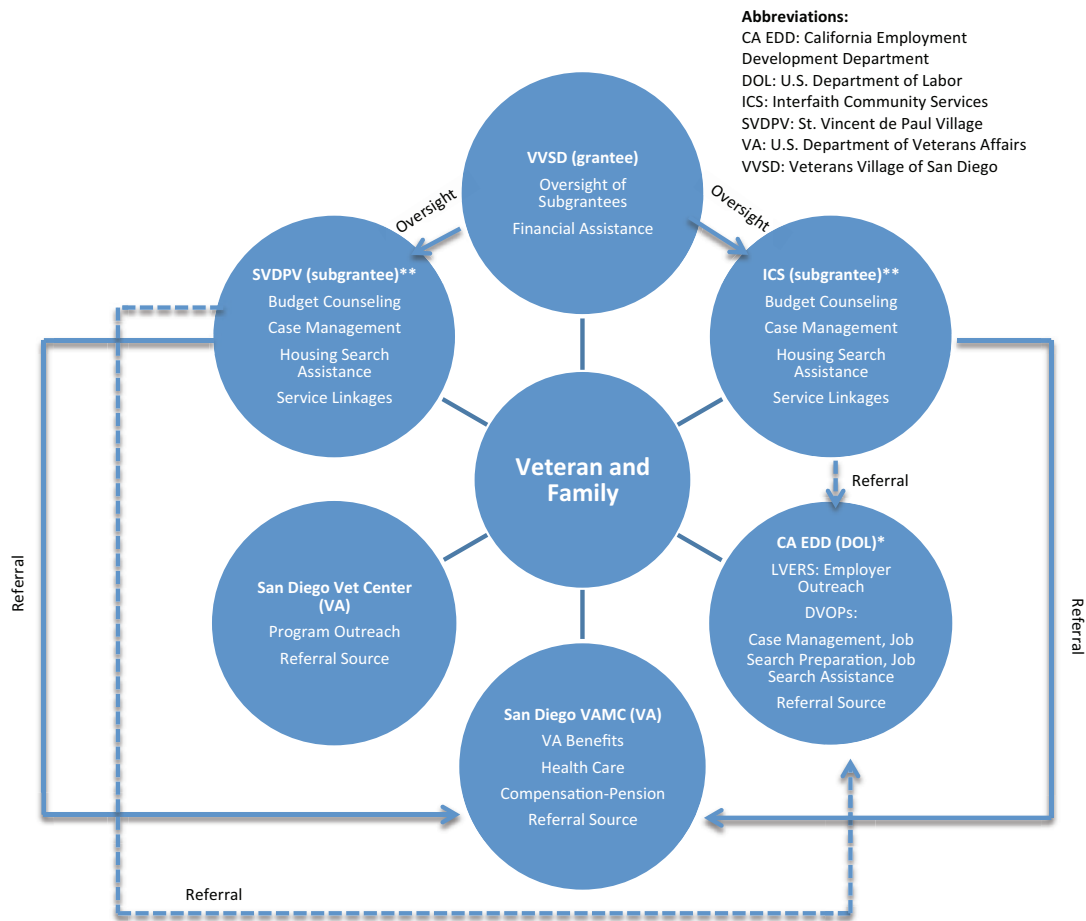 Abbreviations:
CA EDD: California Employment
Development Department
DOL: U.S. Department of Labor
ICS: Interfaith Community Services
SVDPV: St. Vincent de Paul Village
VA: U.S. Department of Veterans Affairs
VVSD: Veterans Village of San Diego
VVSD (grantee)
Oversight of
Subgrantees
Financial Assistance
Oversight
Oversight
SVDPV (subgrantee)**
Budget Counseling
Case Management
Housing Search
Assistance
Service Linkages
ICS (subgrantee)**
Budget Counseling
Case Management
Housing Search
Assistance
Service Linkages
Veteran and
Family
Referral
Referral
Referral
San Diego Vet Center
(VA)
Program Outreach
Referral Source
CA EDD (DOL)*
LVERS: Employer
Outreach
DVOPs:
Case Management, Job
Search Preparation, Job
Search Assistance
Referral Source
San Diego VAMC (VA)
VA Benefits
Health Care
Compensation-Pension
Referral Source
Referral